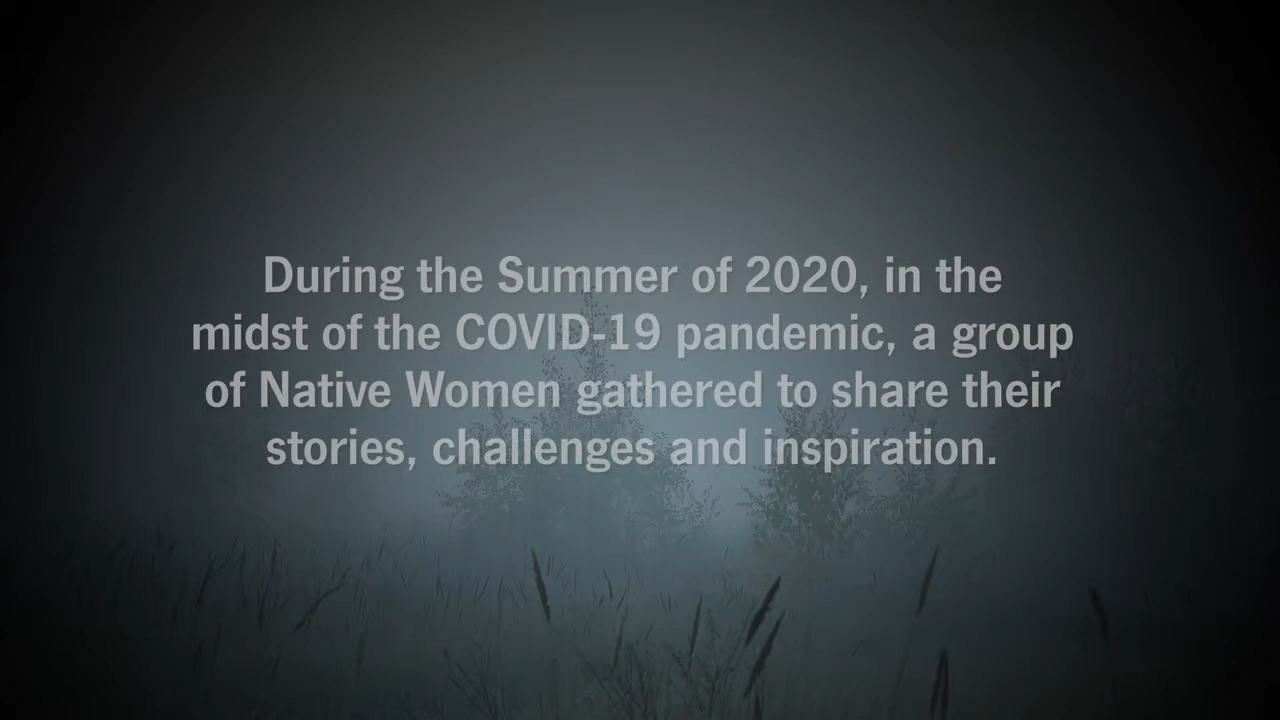 During the Summer of 2020, in the
midst of the COVID-19 pandemic, a group
of Native Women gathered to share their
stories, challenges and inspiration.